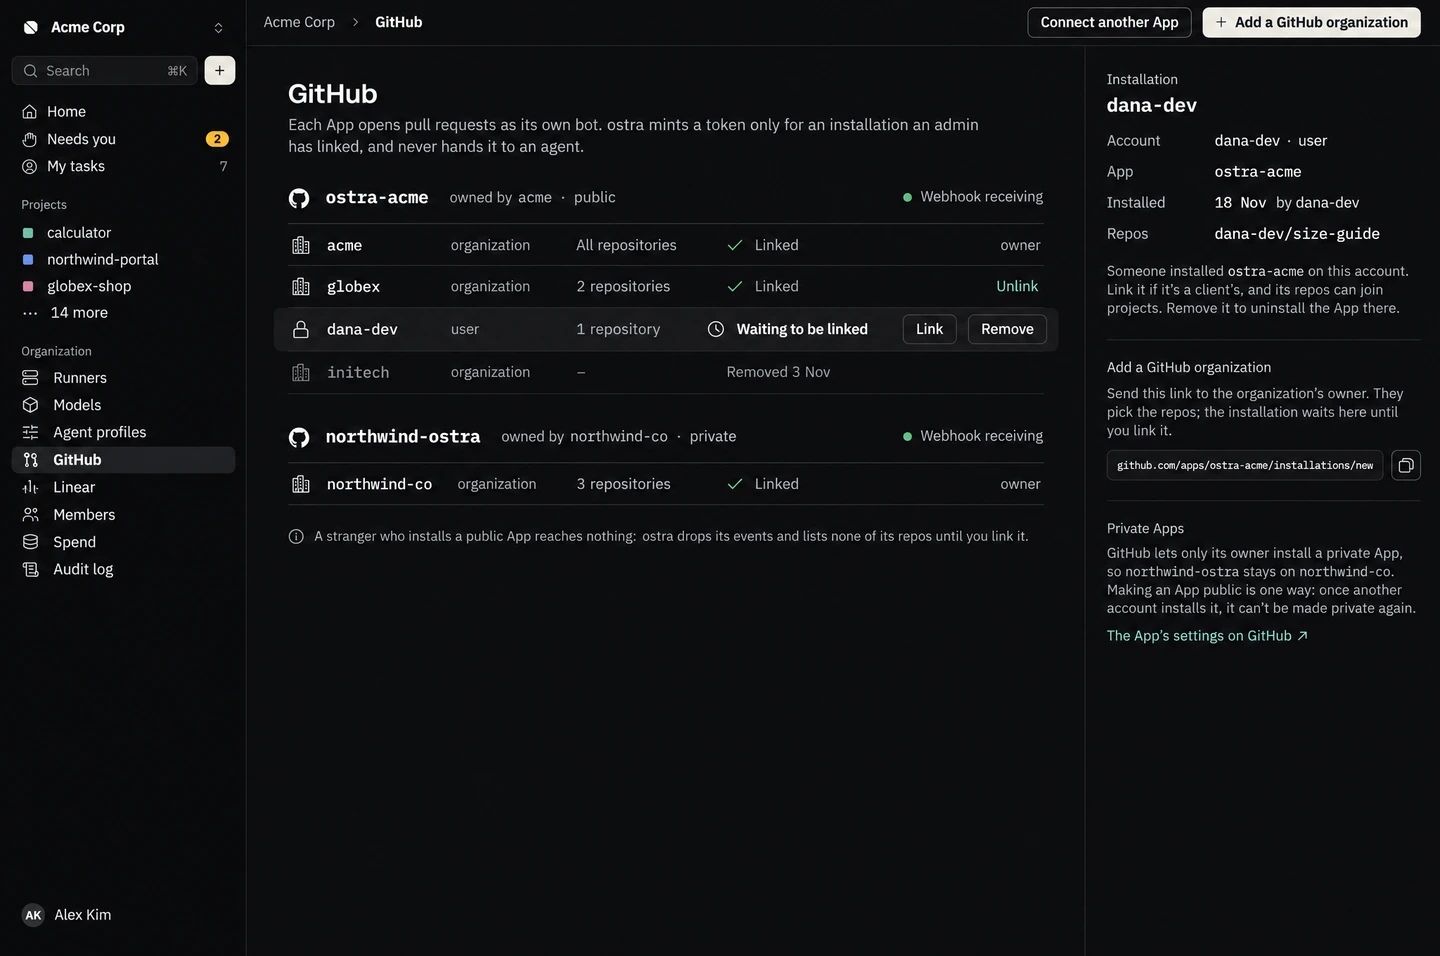 Acme Corp
Search ⌘K +
Home
Needs you 2
My tasks 7
Projects
calculator
northwind-portal
globex-shop
··· 14 more
Organization
Runners
Models
Agent profiles
GitHub
Linear
Members
Spend
Audit log
AK Alex Kim
Acme Corp > GitHub
Connect another App
+ Add a GitHub organization
GitHub
Each App opens pull requests as its own bot. ostra mints a token only for an installation an admin
has linked, and never hands it to an agent.
ostra-acme owned by acme · public Webhook receiving
acme organization All repositories Linked owner
globex organization 2 repositories Linked Unlink
dana-dev user 1 repository Waiting to be linked Link Remove
initech organization – Removed 3 Nov
northwind-ostra owned by northwind-co · private Webhook receiving
northwind-co organization 3 repositories Linked owner
A stranger who installs a public App reaches nothing: ostra drops its events and lists none of its repos until you link it.
Installation
dana-dev
Account dana-dev · user
App ostra-acme
Installed 18 Nov by dana-dev
Repos dana-dev/size-guide
Someone installed ostra-acme on this account.
Link it if it's a client's, and its repos can join
projects. Remove it to uninstall the App there.
Add a GitHub organization
Send this link to the organization's owner. They
pick the repos; the installation waits here until
you link it.
github.com/apps/ostra-acme/installations/new
Private Apps
GitHub lets only its owner install a private App,
so northwind-ostra stays on northwind-co.
Making an App public is one way: once another
account installs it, it can't be made private again.
The App's settings on GitHub ↗